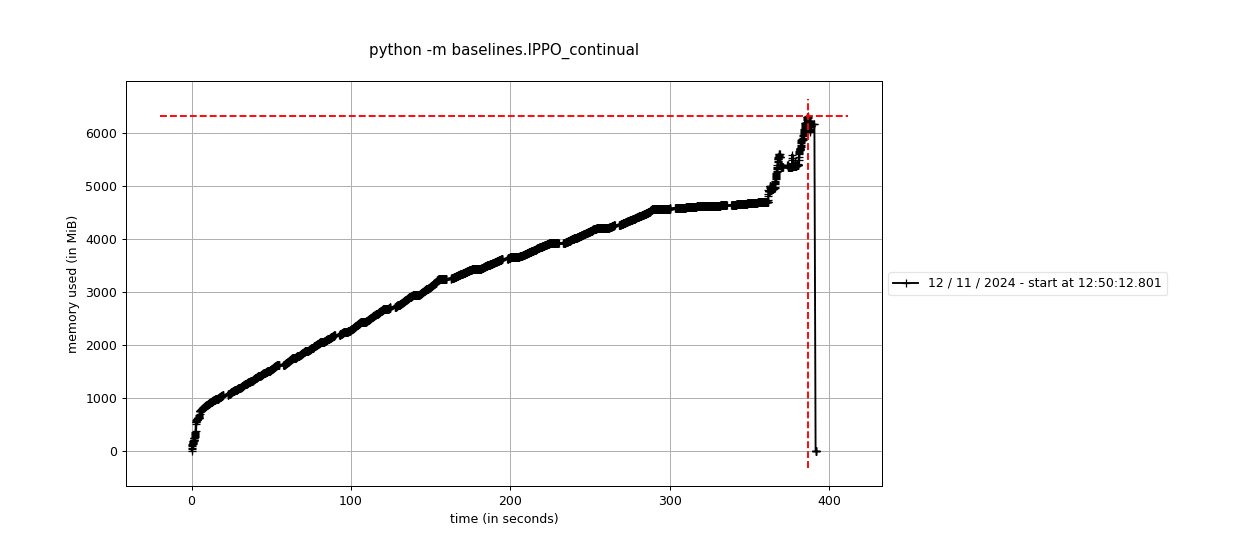 python -m baselines.IPPO_continual
memory used (in MiB)
6000
5000
4000
3000
2000
1000
0
0 100 200 300 400
time (in seconds)
12 / 11 / 2024 - start at 12:50:12.801